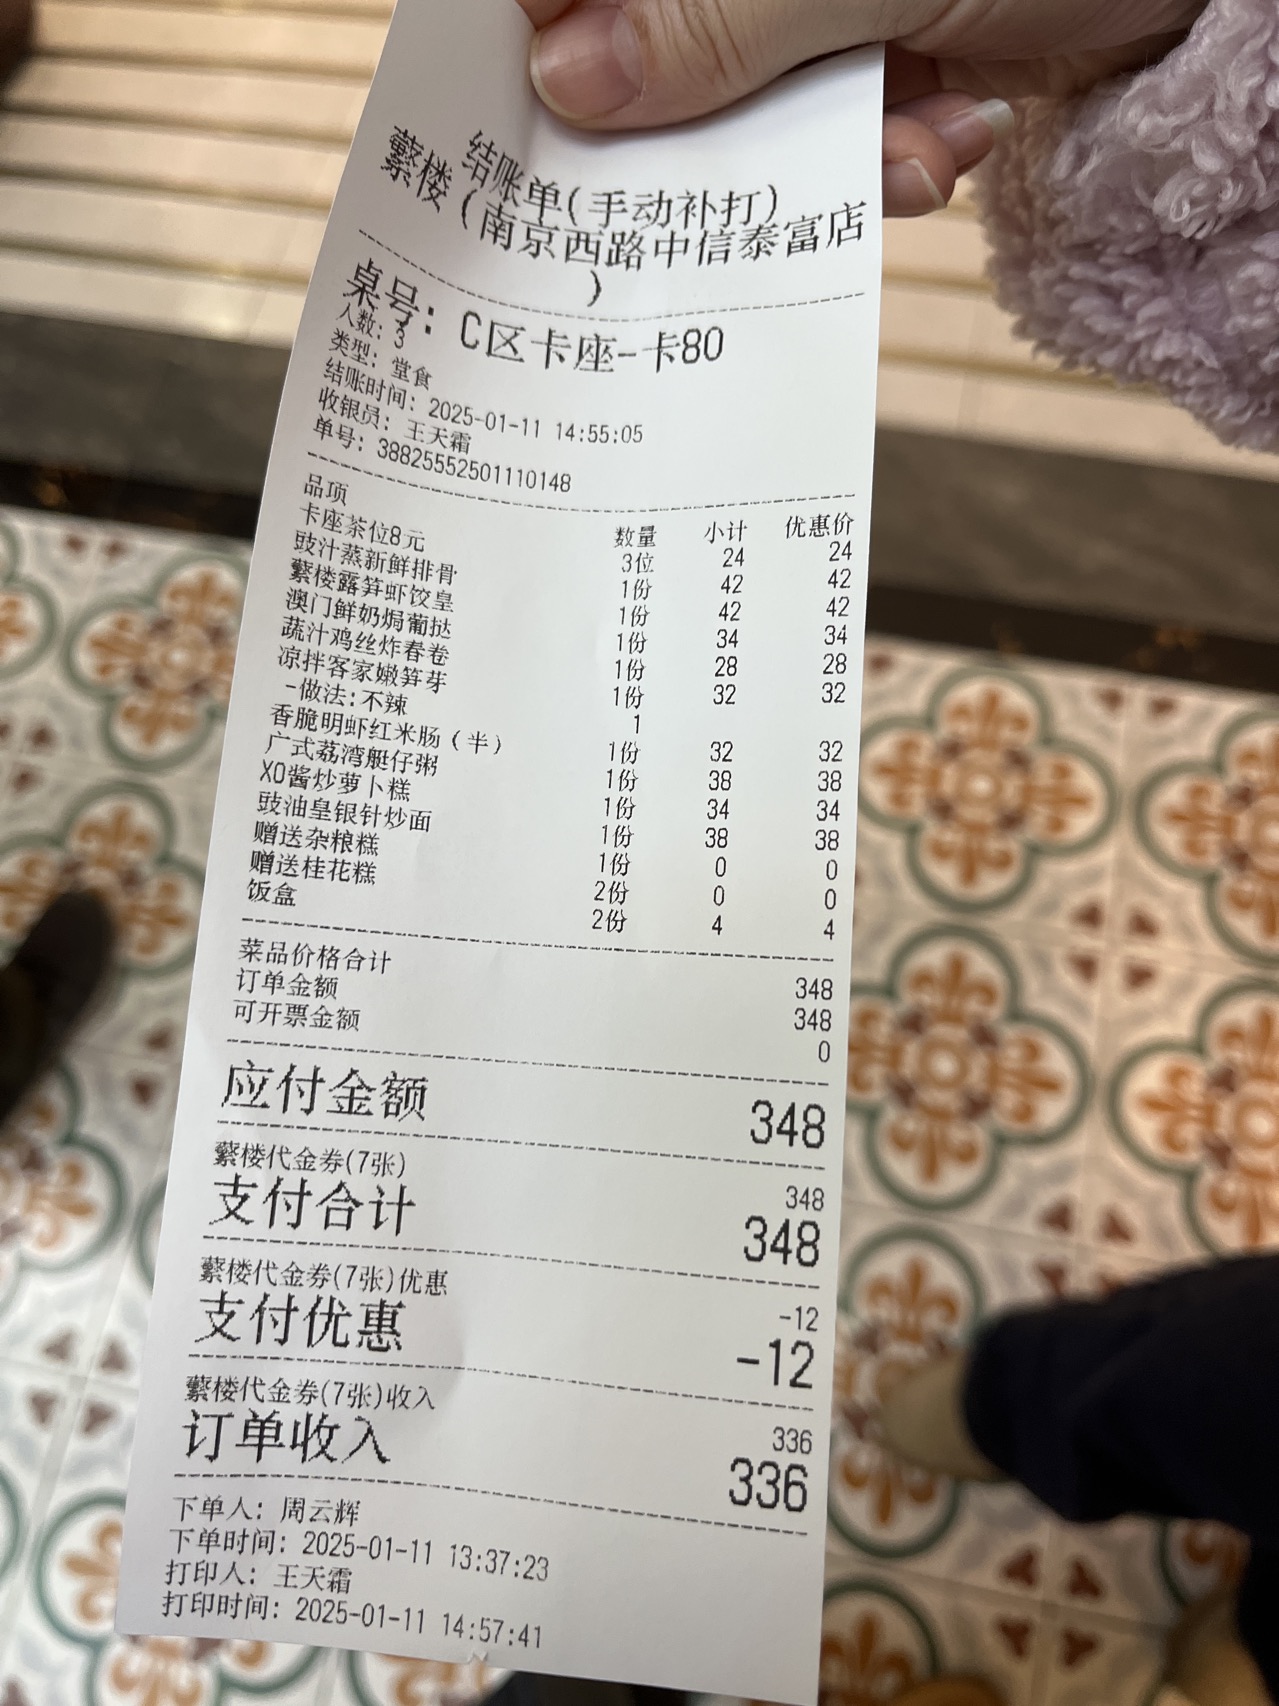 结账单(手动补打)
蘩楼(南京西路中信泰富店
)
桌号: C区卡座-卡80
人数: 3
类型: 堂食
结账时间: 2025-01-11 14:55:05
收银员: 王天霜
单号: 38825552501110148
品项 数量 小计 优惠价
卡座茶位8元 3位 24 24
豉汁蒸新鲜排骨 1份 42 42
蘩楼露笋虾饺皇 1份 42 42
澳门鲜奶焗葡挞 1份 34 34
蔬汁鸡丝炸春卷 1份 28 28
凉拌客家嫩笋芽 1份 32 32
-做法:不辣 1
香脆明虾红米肠(半) 1份 32 32
广式荔湾艇仔粥 1份 38 38
XO酱炒萝卜糕 1份 34 34
豉油皇银针炒面 1份 38 38
赠送杂粮糕 1份 0 0
赠送桂花糕 2份 0 0
饭盒 2份 4 4
菜品价格合计 348
订单金额 348
可开票金额 0
应付金额 348
蘩楼代金券(7张) 348
支付合计 348
蘩楼代金券(7张)优惠 -12
支付优惠 -12
蘩楼代金券(7张)收入 336
订单收入 336
下单人: 周云辉
下单时间: 2025-01-11 13:37:23
打印人: 王天霜
打印时间: 2025-01-11 14:57:41